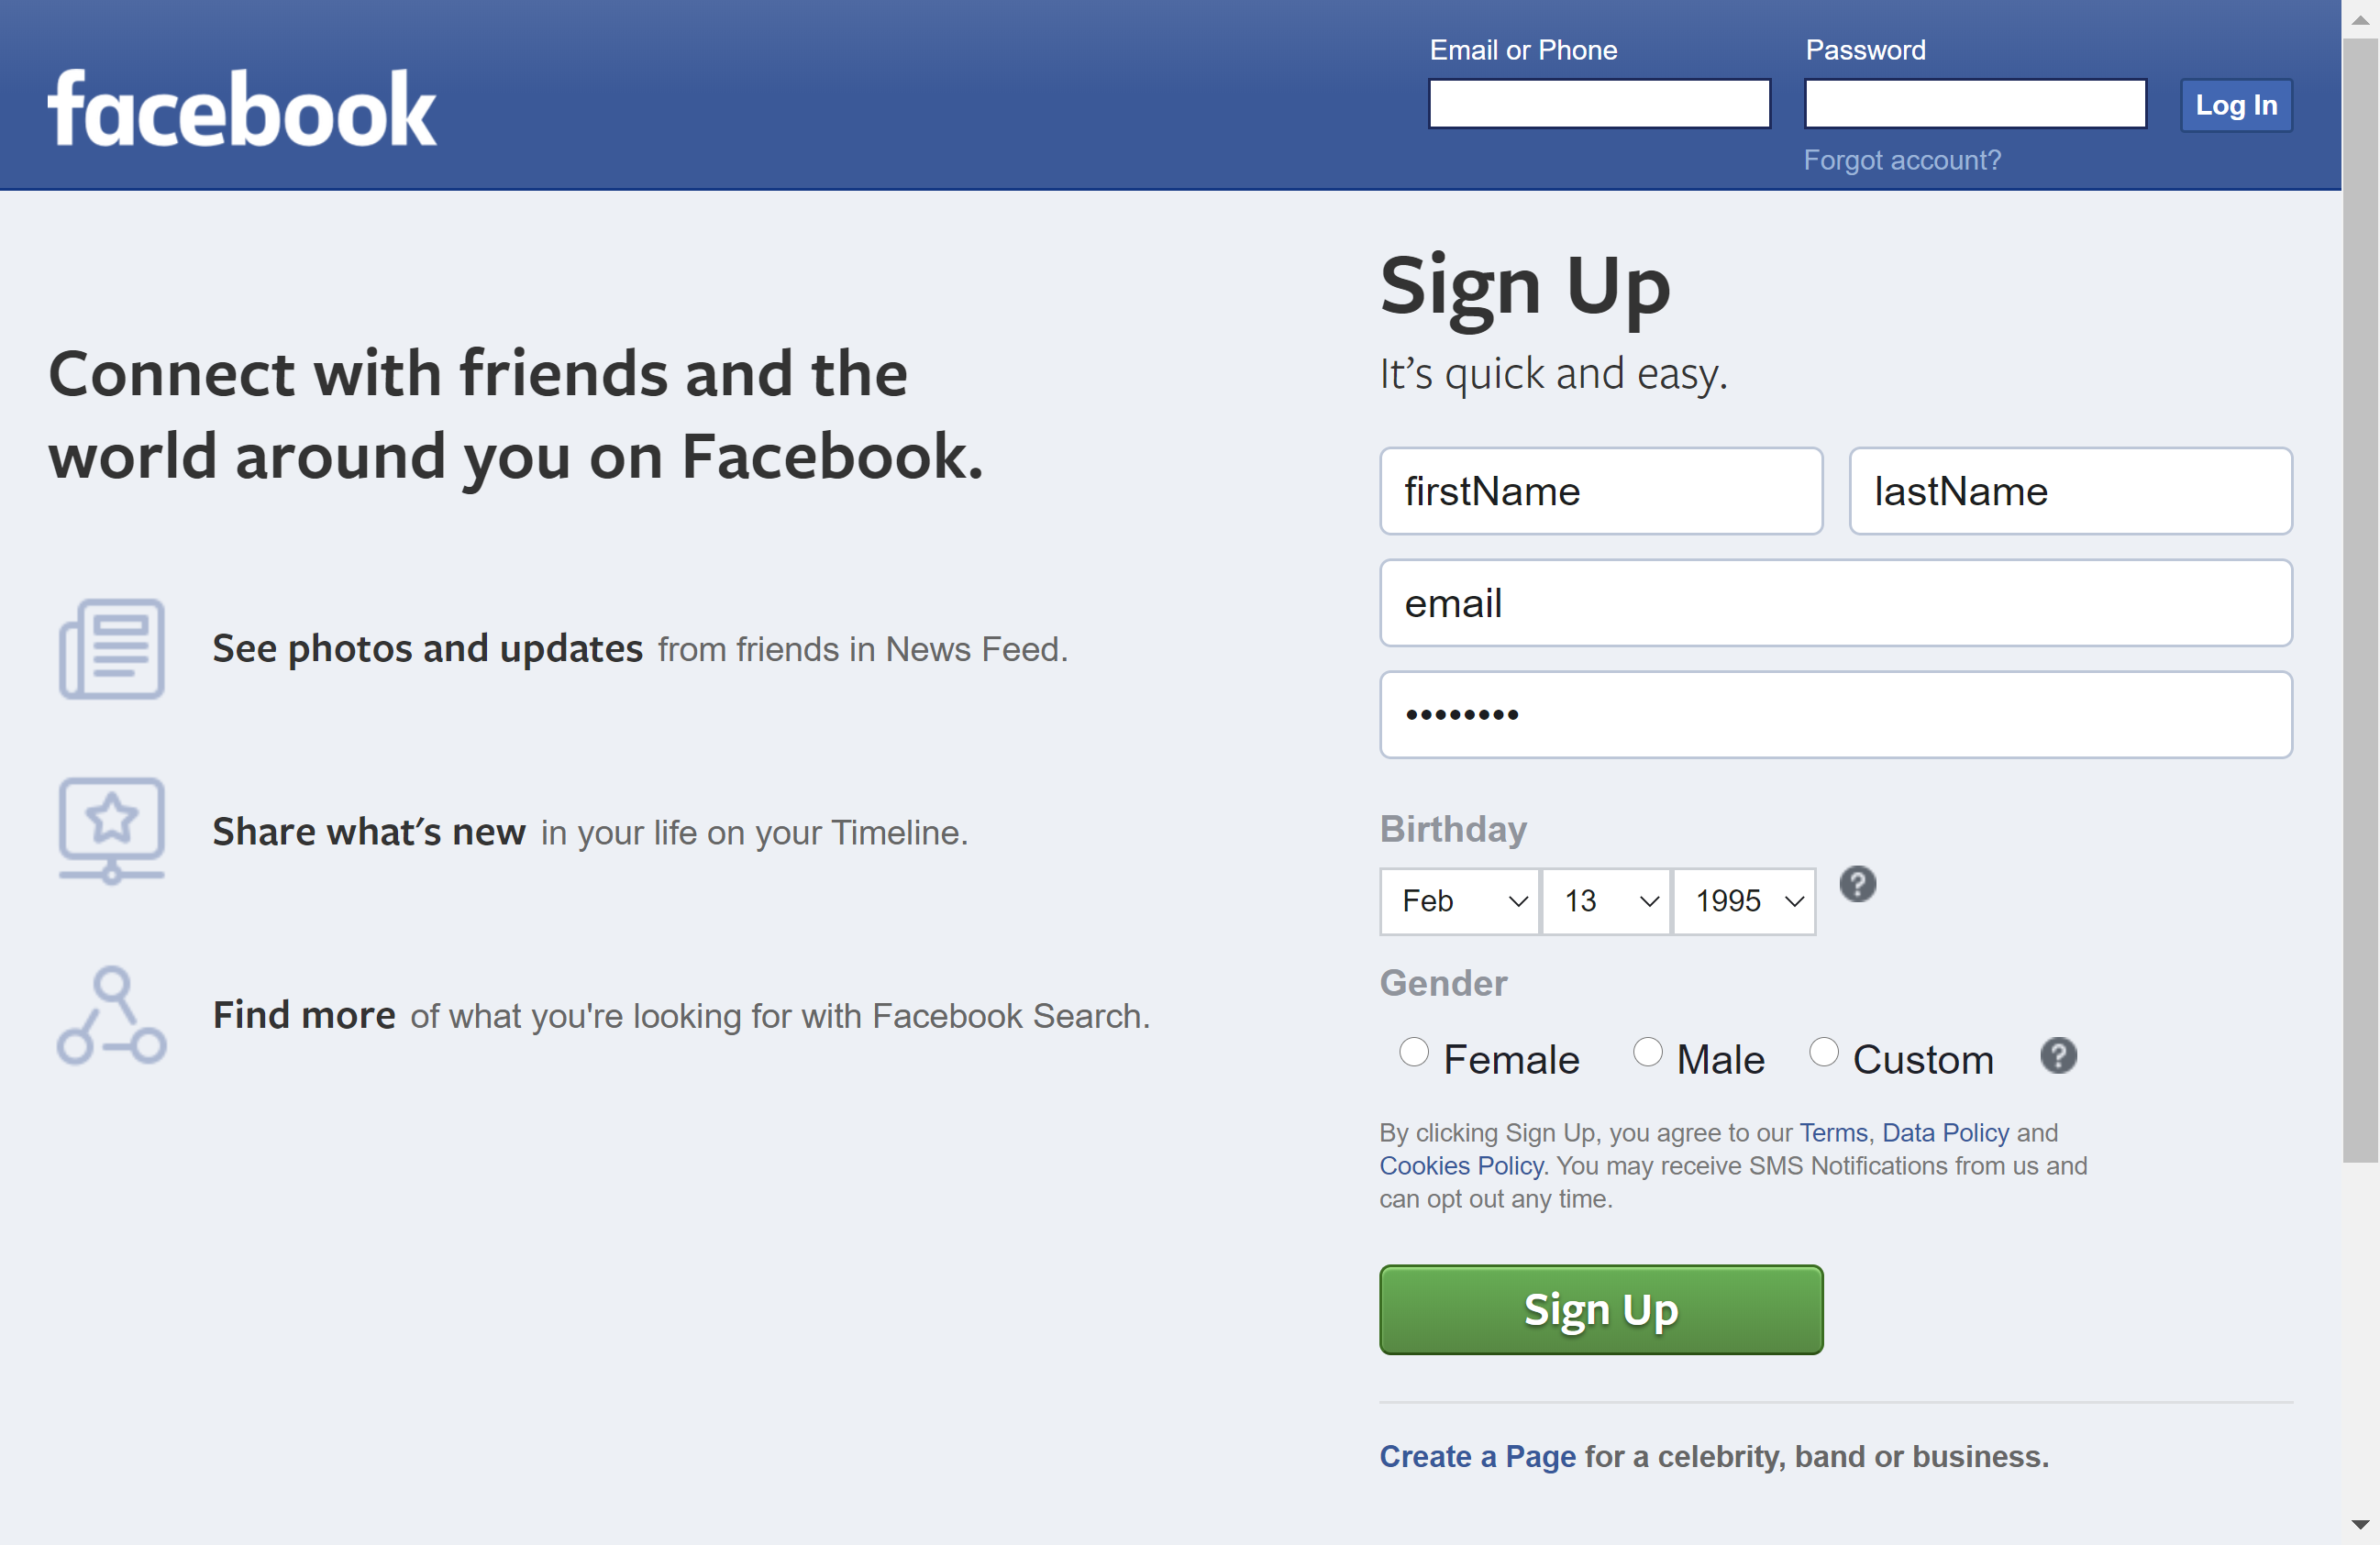 facebook
Email or Phone
Password
Log In
Forgot account?
Connect with friends and the
world around you on Facebook.
See photos and updates from friends in News Feed.
Share what's new in your life on your Timeline.
Find more of what you're looking for with Facebook Search.
Sign Up
It’s quick and easy.
firstName
lastName
email
••••••••
Birthday
Feb 13 1995 ?
Gender
Female Male Custom ?
By clicking Sign Up, you agree to our Terms, Data Policy and
Cookies Policy. You may receive SMS Notifications from us and
can opt out any time.
Sign Up
Create a Page for a celebrity, band or business.